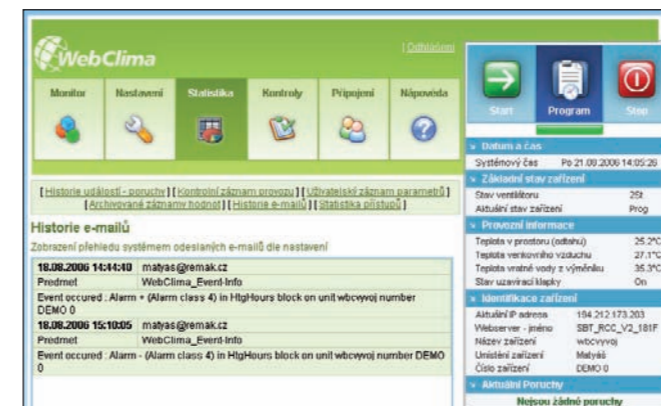 WebClima
| Odhlášení
Monitor
Nastavení
Statistika
Kontroly
Připojení
Nápověda
[ Historie událostí - poruchy ] [ Kontrolní záznam provozu ] [ Uživatelský záznam parametrů ]
[ Archivované záznamy hodnot ] [ Historie e-mailů ] [ Statistika přístupů ]
Historie e-mailů
Zobrazení přehledu systémem odeslaných e-mailů dle nastavení
18.08.2006 14:44:40 matyas@remak.cz
Predmet WebClima_Event-Info
Event occured : Alarm + (Alarm class 4) in HtgHours block on unit wbcvyvoj number
DEMO 0
18.08.2006 15:10:05 matyas@remak.cz
Predmet WebClima_Event-Info
Event occured : Alarm - (Alarm class 4) in HtgHours block on unit wbcvyvoj number DEMO
0
Start
Program
Stop
» Datum a čas
Systémový čas Po 21.08.2006 14:05:26
» Základní stav zařízení
Stav ventilátoru 2St.
Aktuální stav zařízení Prog
» Provozní informace
Teplota v prostoru (odtahu) 25.2°C
Teplota venkovního vzduchu 27.1°C
Teplota vratné vody z výměníku 35.3°C
Stav uzavírací klapky On
» Identifikace zařízení
Aktuální IP adresa 194.212.173.203
Webserver - jméno SBT_RCC_V2_181F
Název zařízení wbcvyvoj
Umístění zařízení Matyáš
Číslo zařízení DEMO 0
» Aktuální Poruchy
Nejsou žádné poruchy